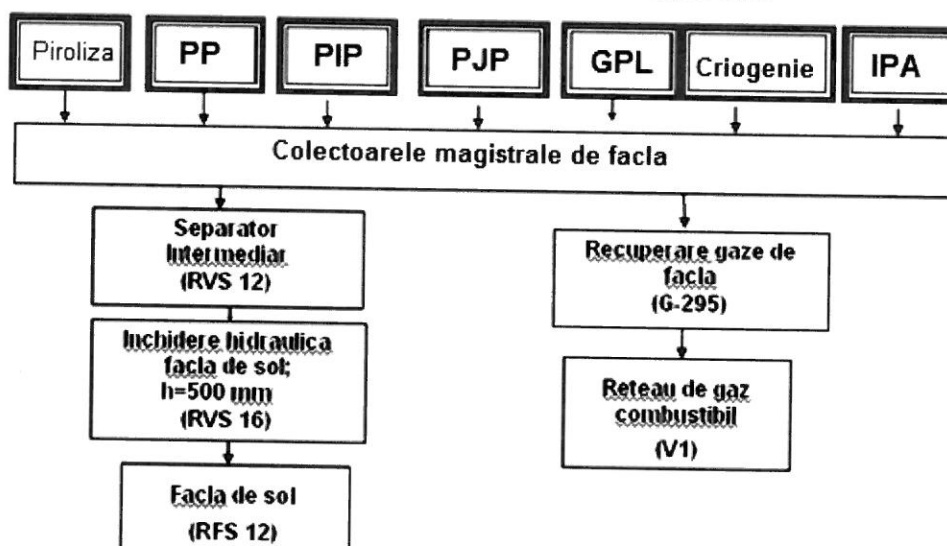 Piroliza
PP
PIP
PJP
GPL
Criogenie
IPA
Colectoarele magistrale de facla
Separator
Intermediar
(RVS 12)
Inchidere hidraulica
facla de sol;
h=500 mm
(RVS 16)
Facla de sol
(RFS 12)
Recuperare gaze de
facla
(G-295)
Reteau de gaz
combustibil
(V1)